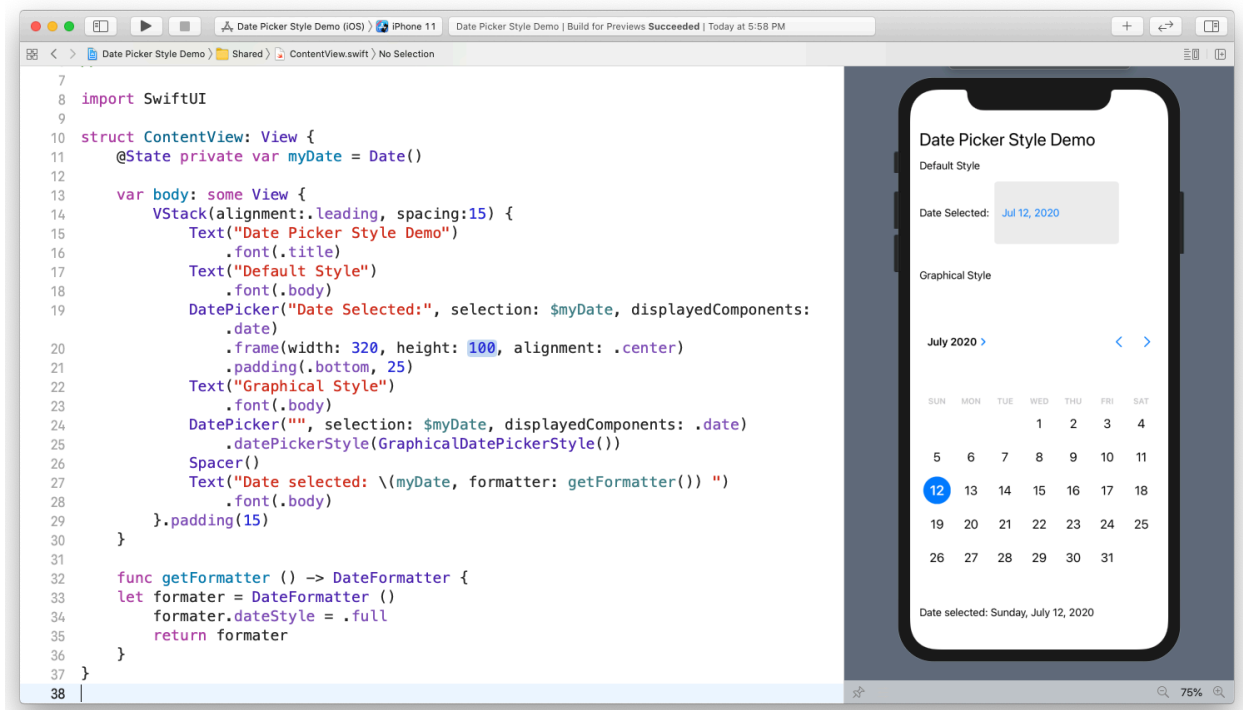 Date Picker Style Demo (iOS) 〉 iPhone 11
Date Picker Style Demo | Build for Previews Succeeded | Today at 5:58 PM
Date Picker Style Demo 〉 Shared 〉 ContentView.swift 〉 No Selection
7
8 import SwiftUI
9
10 struct ContentView: View {
11     @State private var myDate = Date()
12
13     var body: some View {
14         VStack(alignment:.leading, spacing:15) {
15             Text("Date Picker Style Demo")
16                 .font(.title)
17             Text("Default Style")
18                 .font(.body)
19             DatePicker("Date Selected:", selection: $myDate, displayedComponents:
                .date)
20                 .frame(width: 320, height: 100, alignment: .center)
21                 .padding(.bottom, 25)
22             Text("Graphical Style")
23                 .font(.body)
24             DatePicker("", selection: $myDate, displayedComponents: .date)
25                 .datePickerStyle(GraphicalDatePickerStyle())
26             Spacer()
27             Text("Date selected: \(myDate, formatter: getFormatter()) ")
28                 .font(.body)
29         }.padding(15)
30     }
31
32     func getFormatter () -> DateFormatter {
33     let formater = DateFormatter ()
34         formater.dateStyle = .full
35         return formater
36     }
37 }
38
Date Picker Style Demo
Default Style
Date Selected: Jul 12, 2020
Graphical Style
July 2020 >
SUN MON TUE WED THU FRI SAT
1 2 3 4
5 6 7 8 9 10 11
12 13 14 15 16 17 18
19 20 21 22 23 24 25
26 27 28 29 30 31
Date selected: Sunday, July 12, 2020
75%